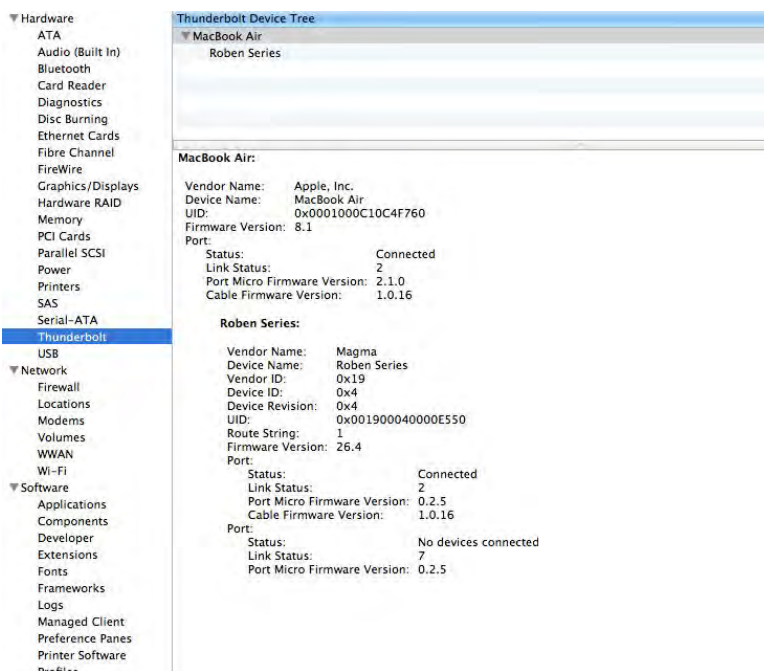 Hardware
ATA
Audio (Built In)
Bluetooth
Card Reader
Diagnostics
Disc Burning
Ethernet Cards
Fibre Channel
FireWire
Graphics/Displays
Hardware RAID
Memory
PCI Cards
Parallel SCSI
Power
Printers
SAS
Serial-ATA
Thunderbolt
USB
Network
Firewall
Locations
Modems
Volumes
WWAN
Wi-Fi
Software
Applications
Components
Developer
Extensions
Fonts
Frameworks
Logs
Managed Client
Preference Panes
Printer Software
Thunderbolt Device Tree
MacBook Air
Roben Series
MacBook Air:
Vendor Name: Apple, Inc.
Device Name: MacBook Air
UID: 0x0001000C10C4F760
Firmware Version: 8.1
Port:
Status: Connected
Link Status: 2
Port Micro Firmware Version: 2.1.0
Cable Firmware Version: 1.0.16
Roben Series:
Vendor Name: Magma
Device Name: Roben Series
Vendor ID: 0x19
Device ID: 0x4
Device Revision: 0x4
UID: 0x001900040000E550
Route String: 1
Firmware Version: 26.4
Port:
Status: Connected
Link Status: 2
Port Micro Firmware Version: 0.2.5
Cable Firmware Version: 1.0.16
Port:
Status: No devices connected
Link Status: 7
Port Micro Firmware Version: 0.2.5